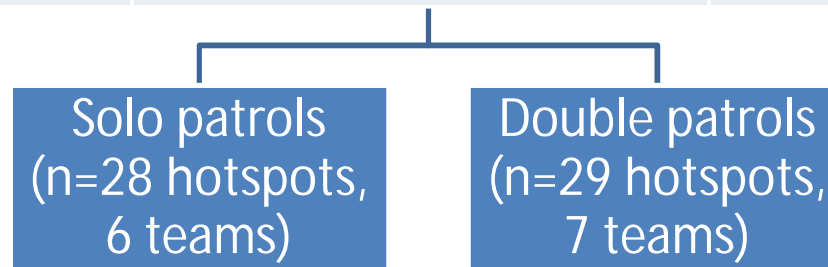 Solo patrols
(n=28 hotspots,
6 teams)
Double patrols
(n=29 hotspots,
7 teams)